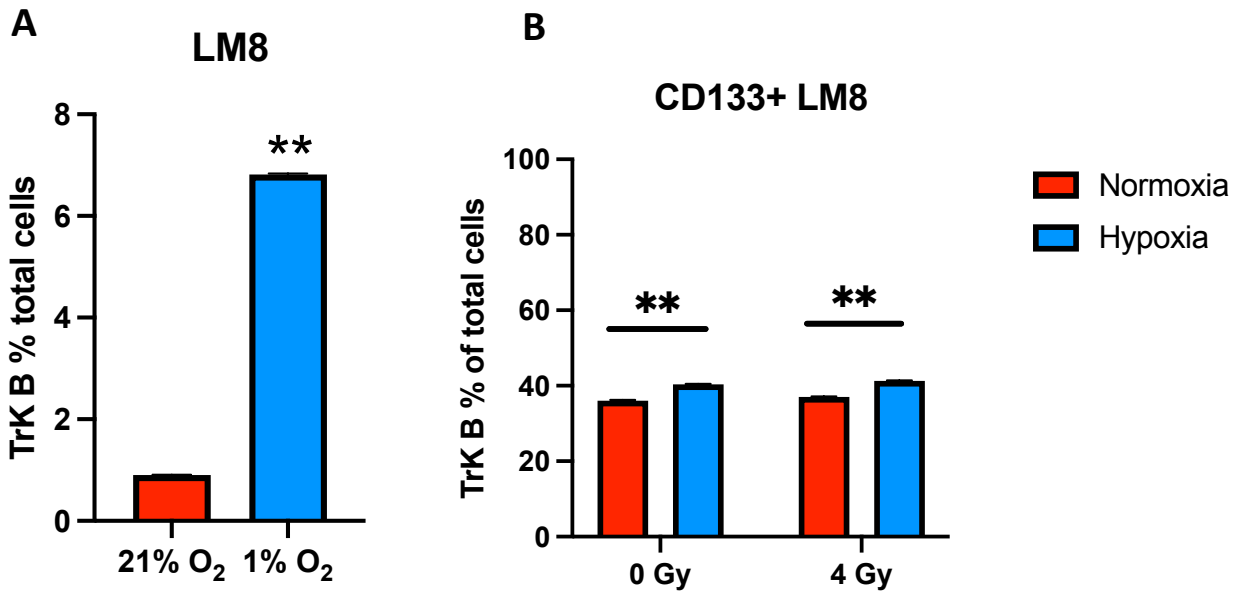 A
LM8
TrK B % total cells
8
6
4
2
0
**
21% O₂
1% O₂
B
CD133+ LM8
TrK B % of total cells
100
80
60
40
20
0
**
**
0 Gy
4 Gy
Normoxia
Hypoxia